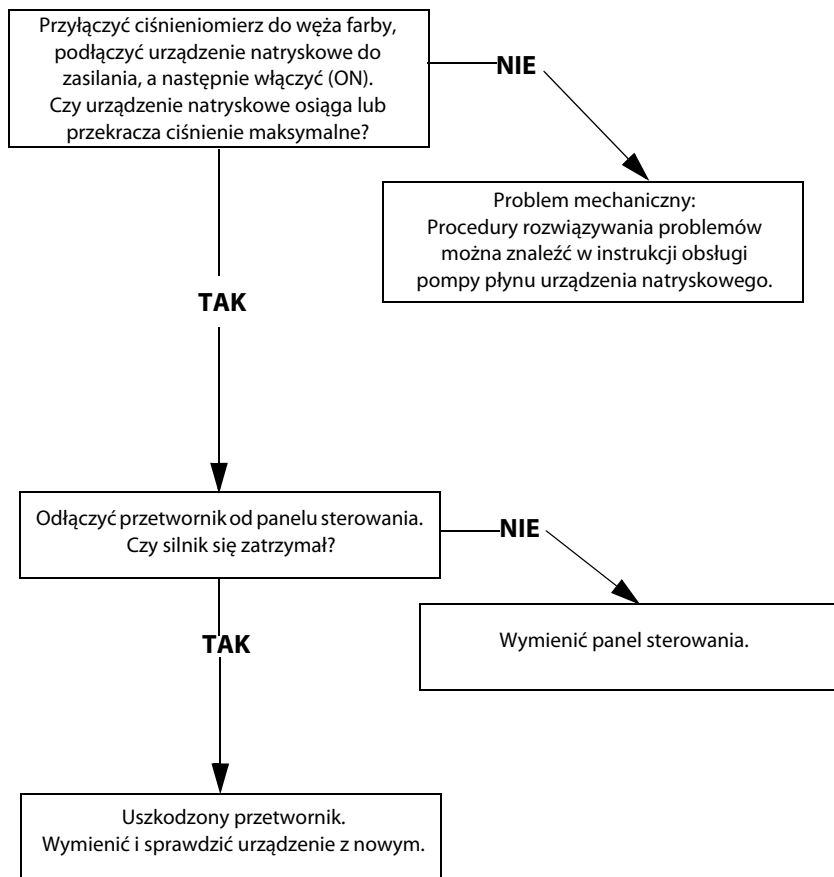 Przyłączyć ciśnieniomierz do węża farby,
podłączyć urządzenie natryskowe do
zasilania, a następnie włączyć (ON).
Czy urządzenie natryskowe osiąga lub
przekracza ciśnienie maksymalne?
NIE
Problem mechaniczny:
Procedury rozwiązywania problemów
można znaleźć w instrukcji obsługi
pompy płynu urządzenia natryskowego.
TAK
Odłączyć przetwornik od panelu sterowania.
Czy silnik się zatrzymał?
NIE
Wymienić panel sterowania.
TAK
Uszkodzony przetwornik.
Wymienić i sprawdzić urządzenie z nowym.